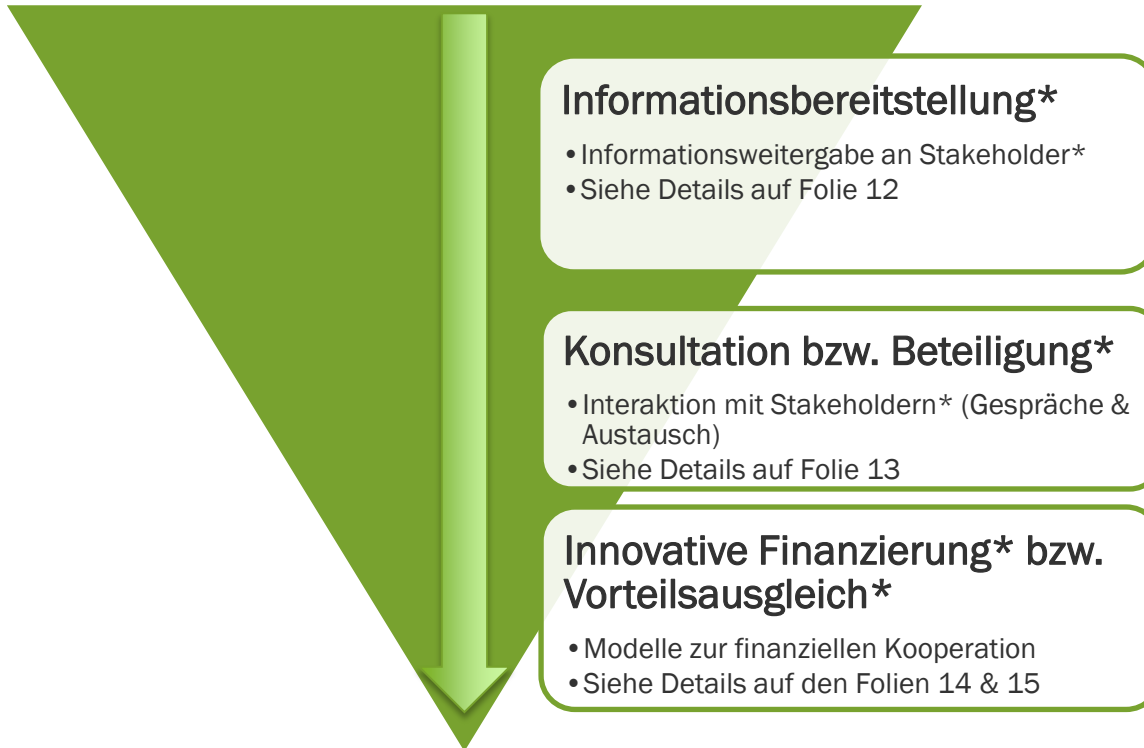 Informationsbereitstellung*
• Informationsweitergabe an Stakeholder*
• Siehe Details auf Folie 12
Konsultation bzw. Beteiligung*
• Interaktion mit Stakeholdern* (Gespräche &
Austausch)
• Siehe Details auf Folie 13
Innovative Finanzierung* bzw.
Vorteilsausgleich*
• Modelle zur finanziellen Kooperation
• Siehe Details auf den Folien 14 & 15